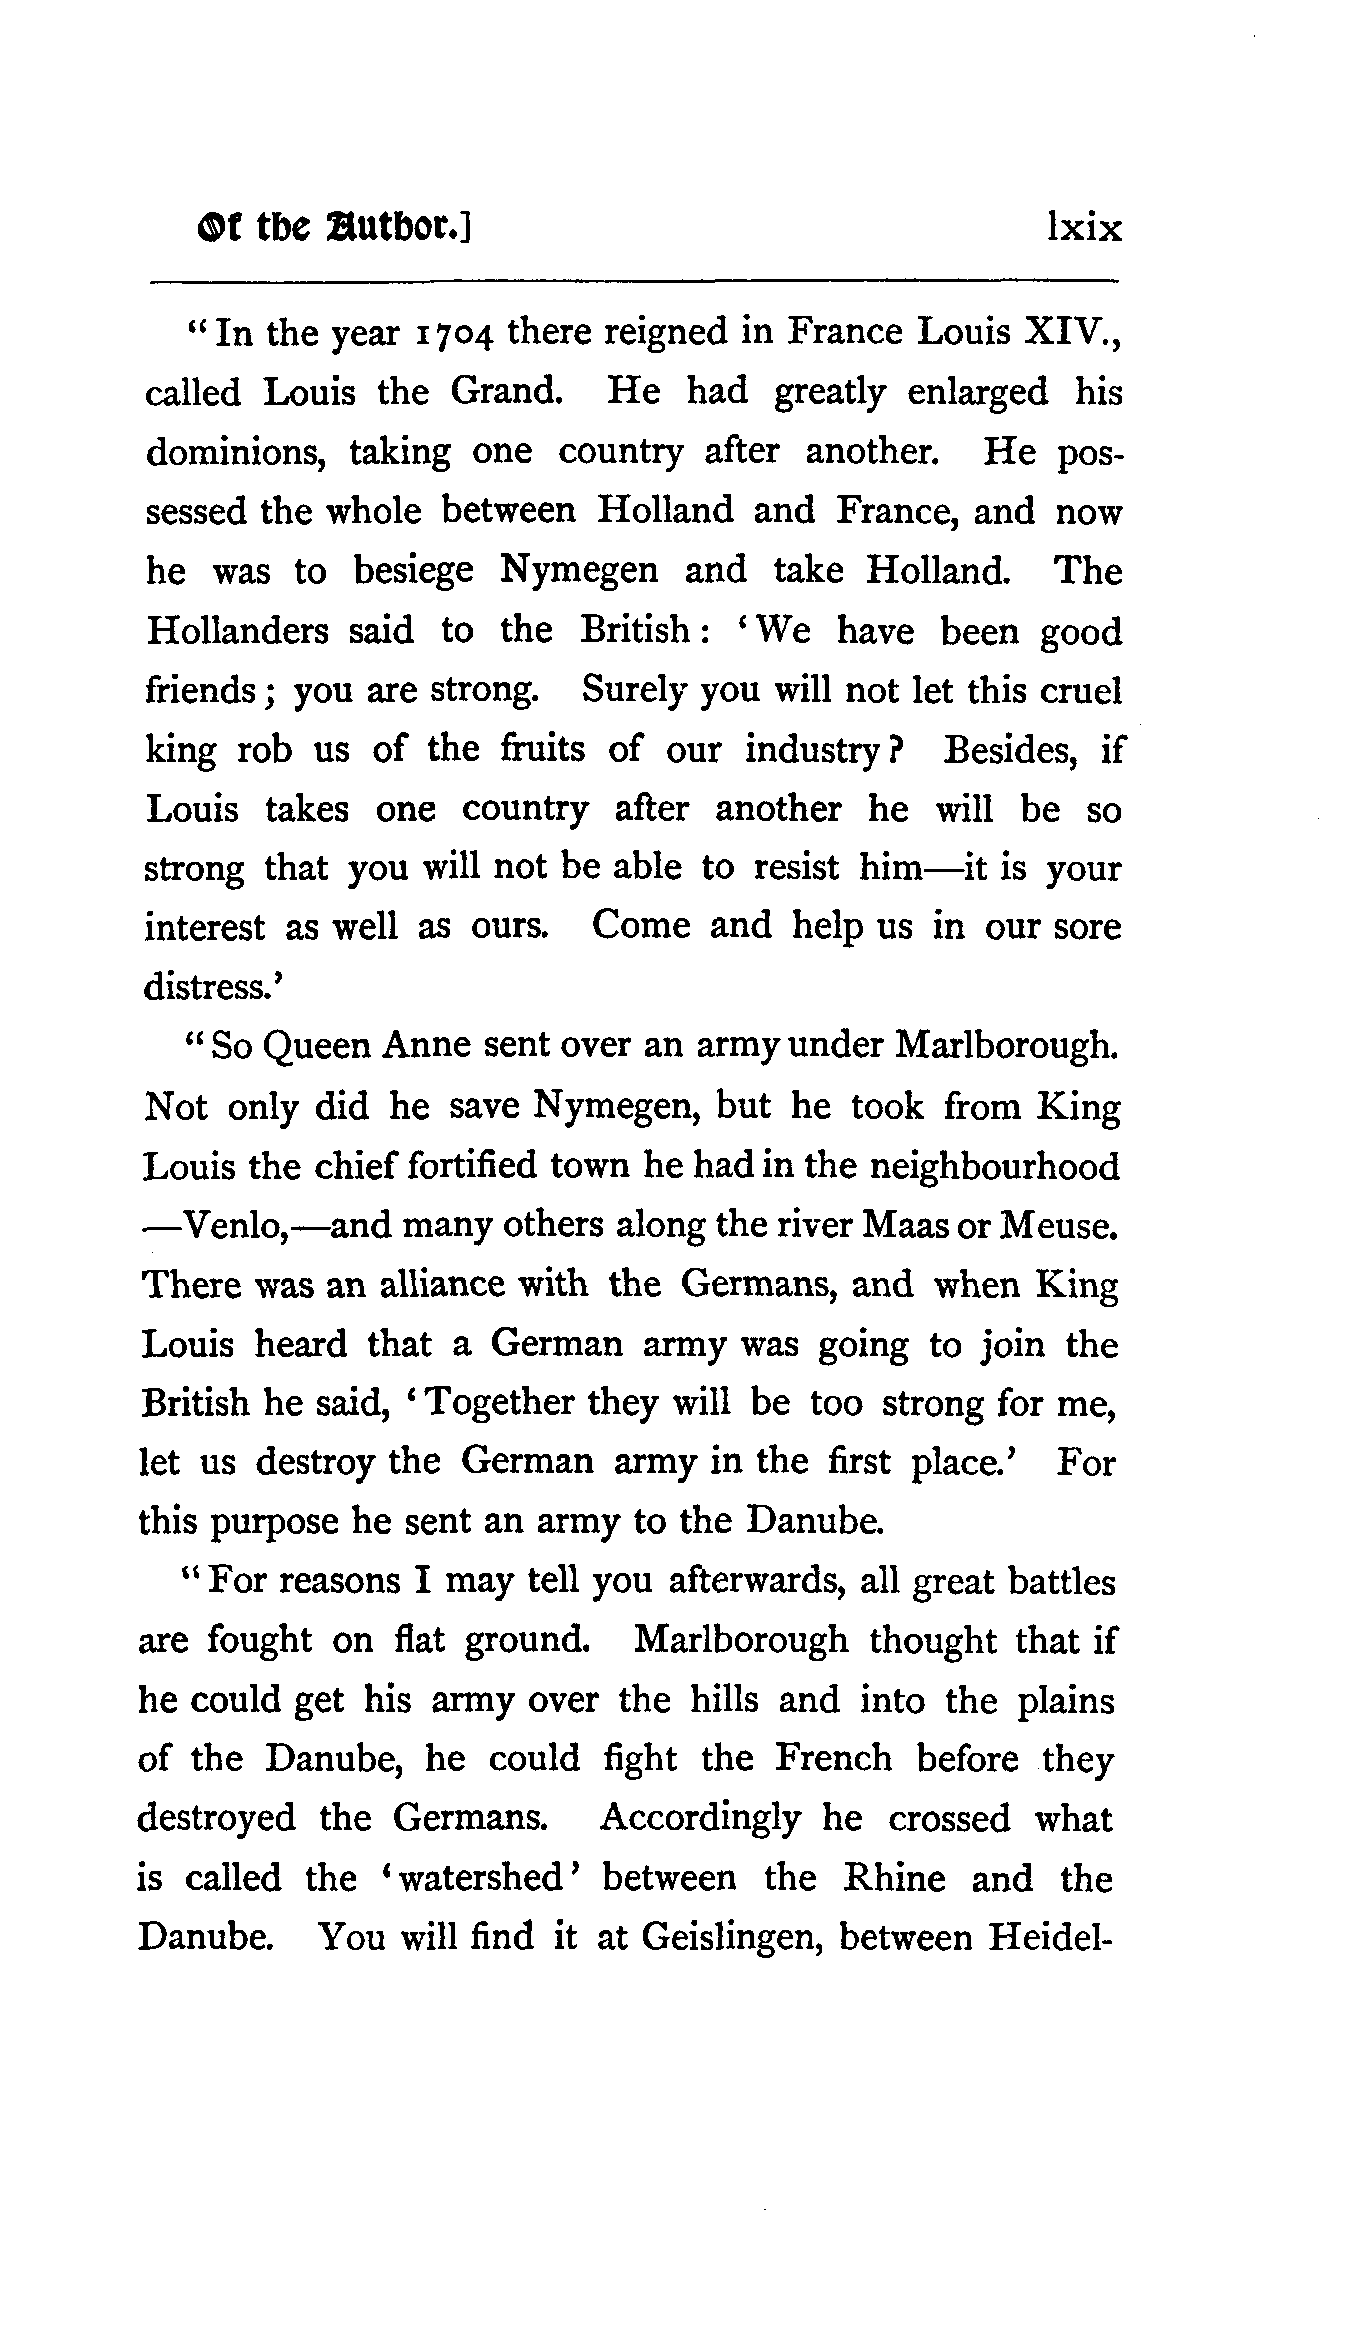 Of the Author.] lxix
“In the year 1704 there reigned in France Louis XIV.,
called Louis the Grand. He had greatly enlarged his
dominions, taking one country after another. He pos-
sessed the whole between Holland and France, and now
he was to besiege Nymegen and take Holland. The
Hollanders said to the British: ‘We have been good
friends; you are strong. Surely you will not let this cruel
king rob us of the fruits of our industry? Besides, if
Louis takes one country after another he will be so
strong that you will not be able to resist him—it is your
interest as well as ours. Come and help us in our sore
distress.’
“So Queen Anne sent over an army under Marlborough.
Not only did he save Nymegen, but he took from King
Louis the chief fortified town he had in the neighbourhood
—Venlo,—and many others along the river Maas or Meuse.
There was an alliance with the Germans, and when King
Louis heard that a German army was going to join the
British he said, ‘Together they will be too strong for me,
let us destroy the German army in the first place.’ For
this purpose he sent an army to the Danube.
“For reasons I may tell you afterwards, all great battles
are fought on flat ground. Marlborough thought that if
he could get his army over the hills and into the plains
of the Danube, he could fight the French before they
destroyed the Germans. Accordingly he crossed what
is called the ‘watershed’ between the Rhine and the
Danube. You will find it at Geislingen, between Heidel-